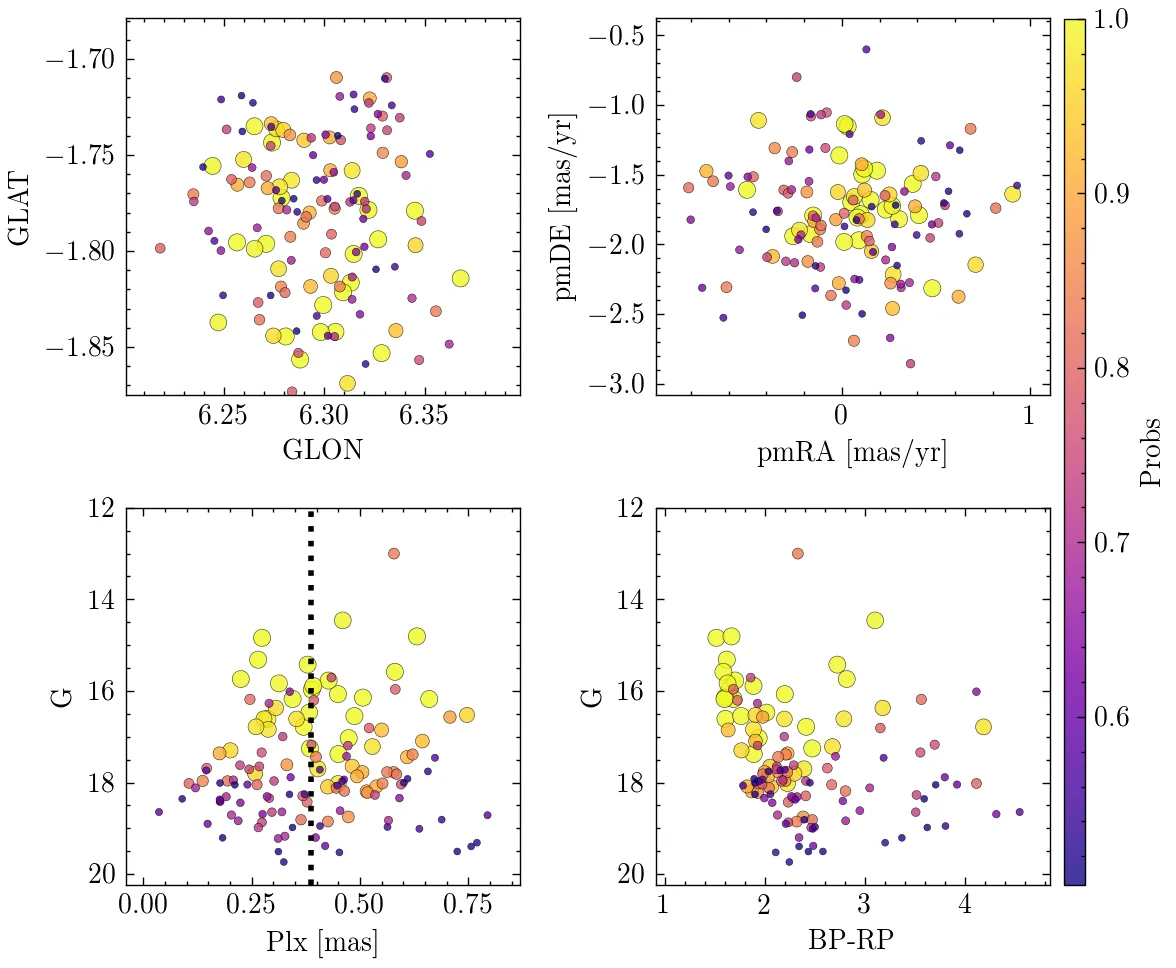 −1.70
−1.75
−1.80
−1.85
GLAT
6.25 6.30 6.35
GLON
−0.5
−1.0
−1.5
−2.0
−2.5
−3.0
pmDE [mas/yr]
0 1
pmRA [mas/yr]
12
14
16
18
20
G
0.00 0.25 0.50 0.75
Plx [mas]
12
14
16
18
20
G
1 2 3 4
BP-RP
1.0
0.9
0.8
0.7
0.6
Probs